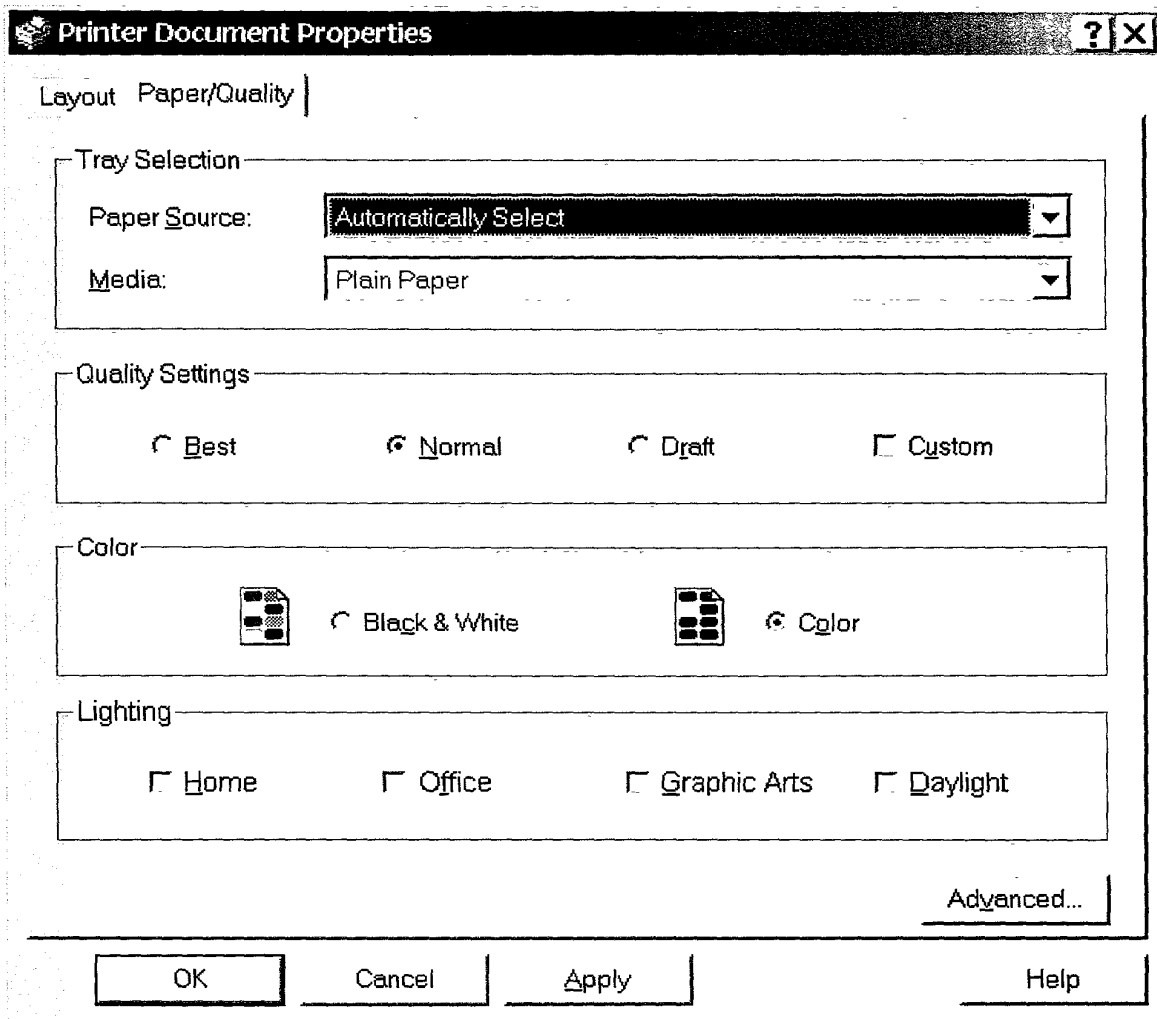 Printer Document Properties ? X
Layout Paper/Quality
Tray Selection
Paper Source: Automatically Select
Media: Plain Paper
Quality Settings
Best Normal Draft Custom
Color
Black & White Color
Lighting
Home Office Graphic Arts Daylight
Advanced...
OK Cancel Apply Help